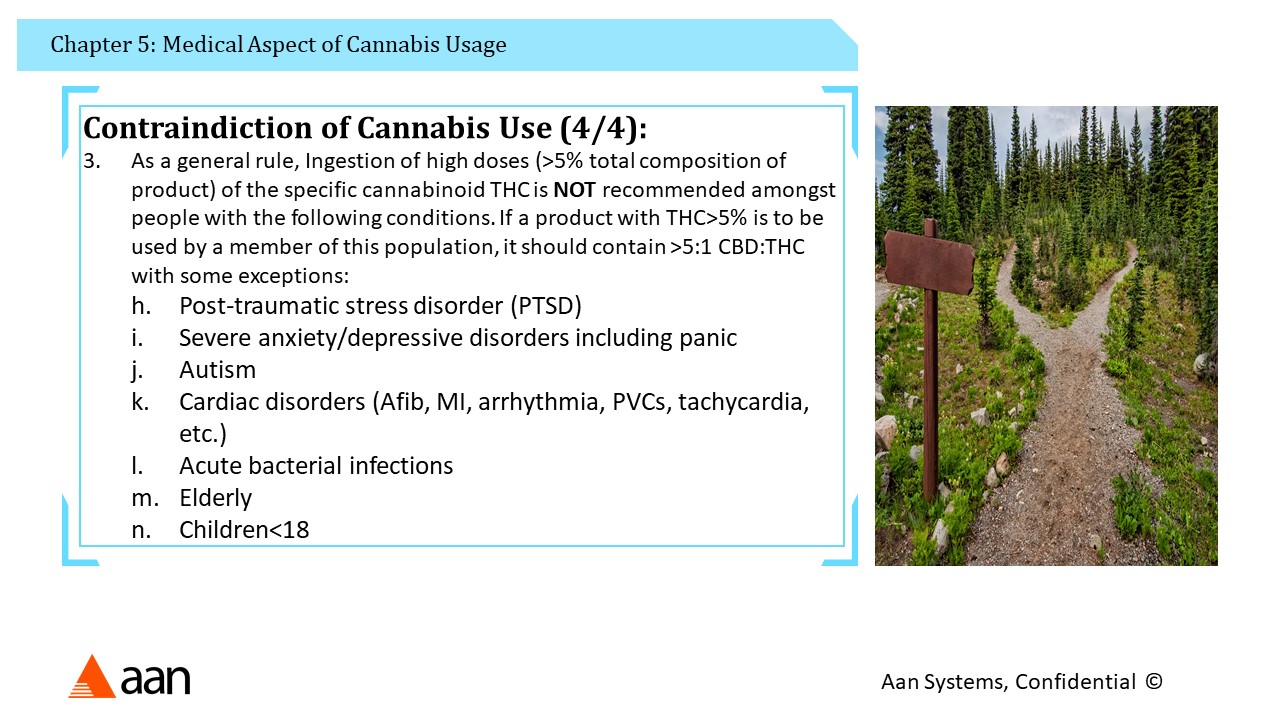 Chapter 5: Medical Aspect of Cannabis Usage
Contraindiction of Cannabis Use (4/4):
3. As a general rule, Ingestion of high doses (>5% total composition of
product) of the specific cannabinoid THC is NOT recommended amongst
people with the following conditions. If a product with THC>5% is to be
used by a member of this population, it should contain >5:1 CBD:THC
with some exceptions:
h. Post-traumatic stress disorder (PTSD)
i. Severe anxiety/depressive disorders including panic
j. Autism
k. Cardiac disorders (Afib, MI, arrhythmia, PVCs, tachycardia,
etc.)
l. Acute bacterial infections
m. Elderly
n. Children<18
aan
Aan Systems, Confidential ©